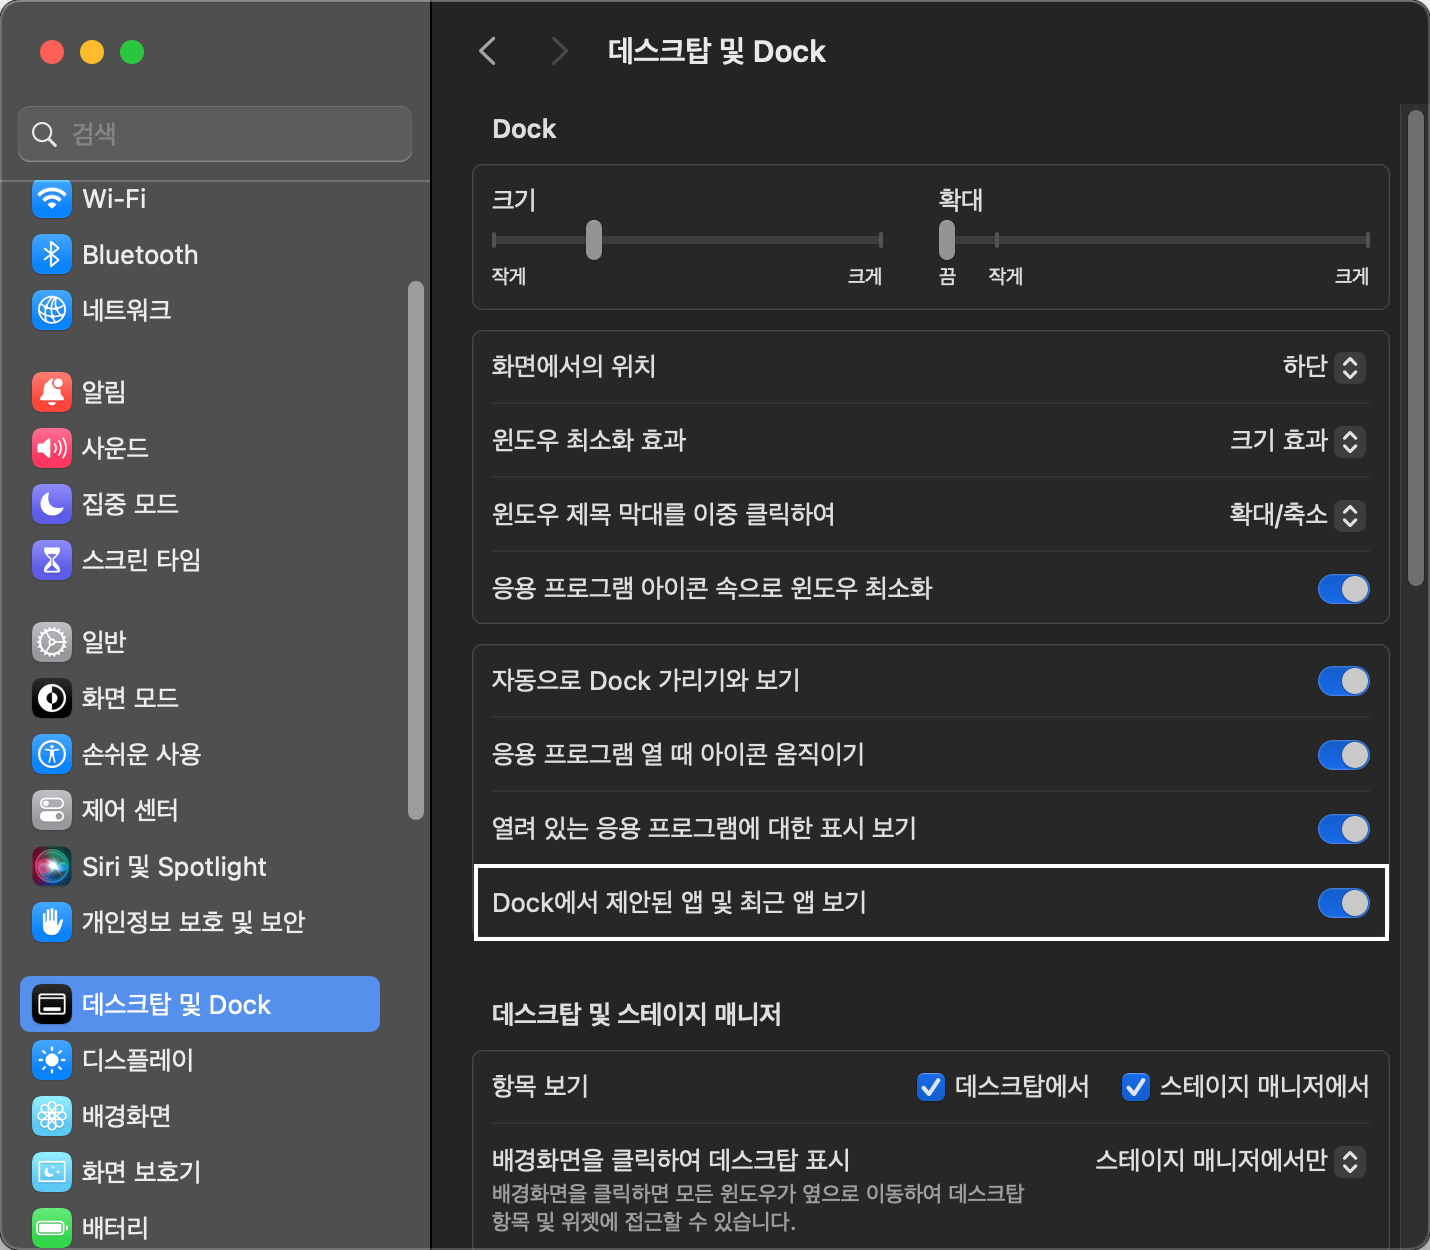 검색
Wi-Fi
Bluetooth
네트워크
알림
사운드
집중 모드
스크린 타임
일반
화면 모드
손쉬운 사용
제어 센터
Siri 및 Spotlight
개인정보 보호 및 보안
데스크탑 및 Dock
디스플레이
배경화면
화면 보호기
배터리
데스크탑 및 Dock
Dock
크기
작게 크게
확대
끔 작게 크게
화면에서의 위치 하단
윈도우 최소화 효과 크기 효과
윈도우 제목 막대를 이중 클릭하여 확대/축소
응용 프로그램 아이콘 속으로 윈도우 최소화
자동으로 Dock 가리기와 보기
응용 프로그램 열 때 아이콘 움직이기
열려 있는 응용 프로그램에 대한 표시 보기
Dock에서 제안된 앱 및 최근 앱 보기
데스크탑 및 스테이지 매니저
항목 보기 데스크탑에서 스테이지 매니저에서
배경화면을 클릭하여 데스크탑 표시 스테이지 매니저에서만
배경화면을 클릭하면 모든 윈도우가 옆으로 이동하여 데스크탑
항목 및 위젯에 접근할 수 있습니다.